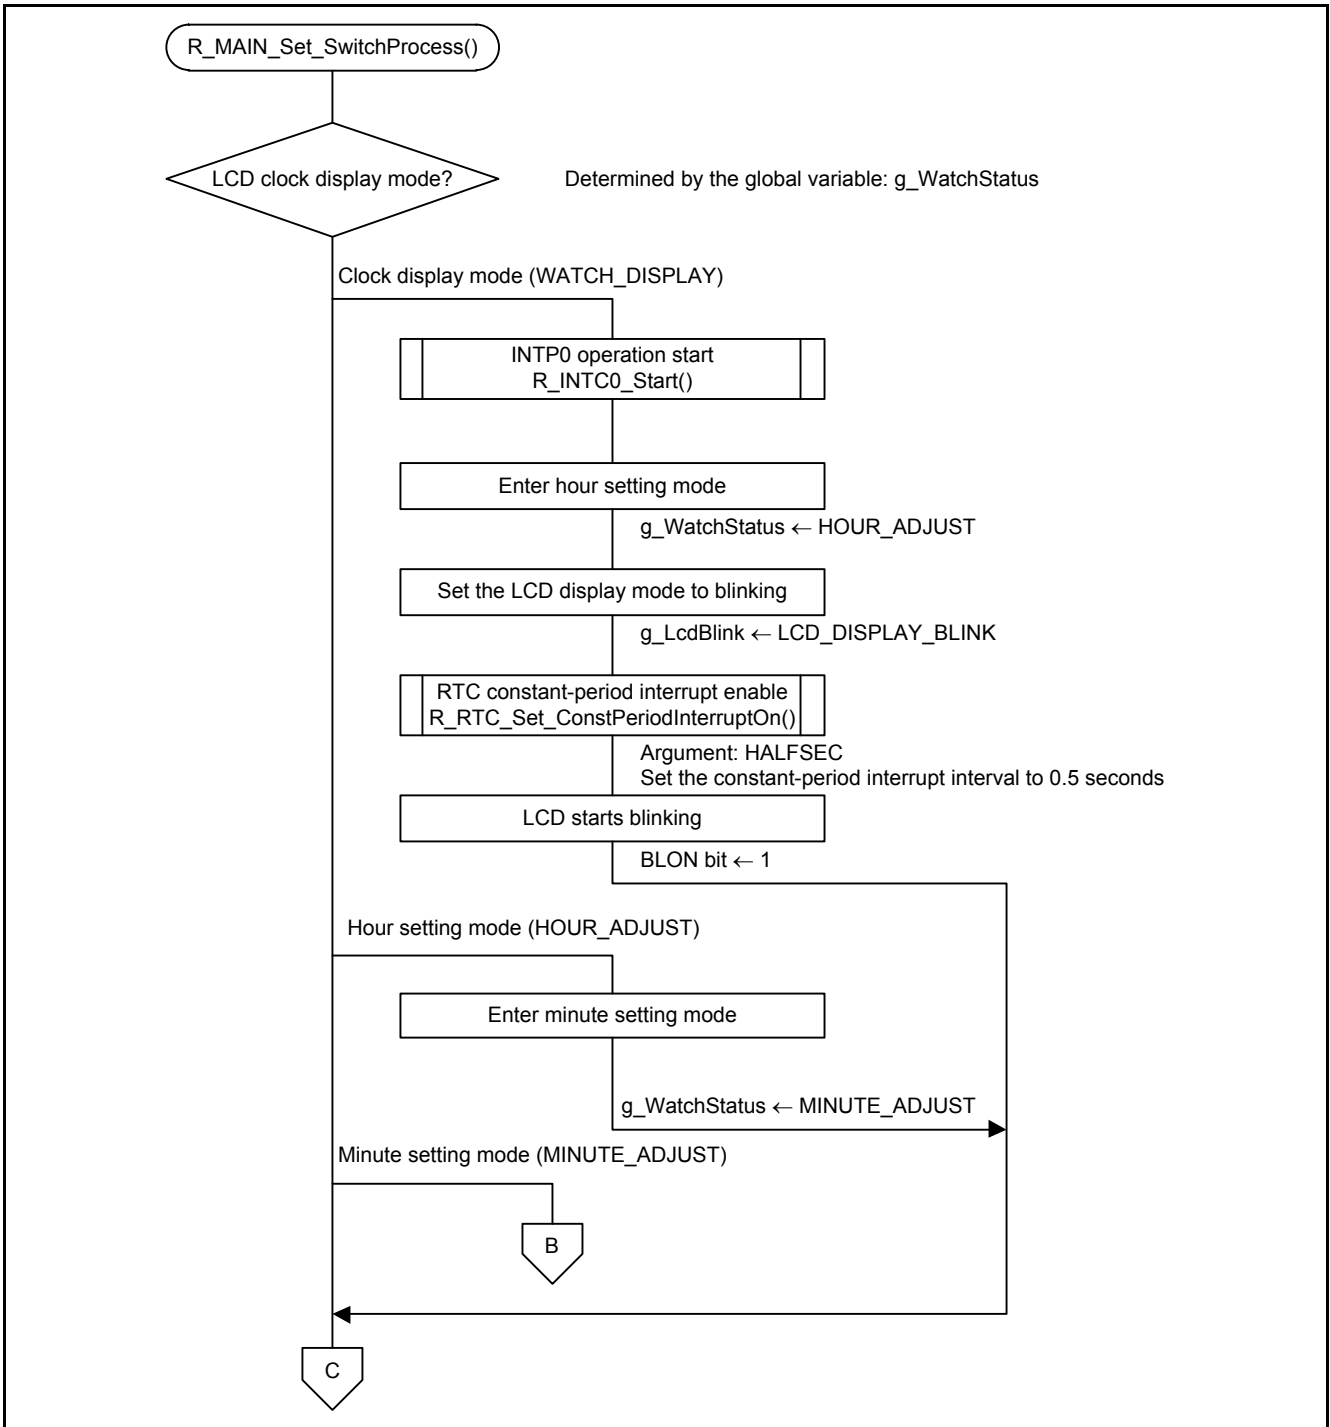 R_MAIN_Set_SwitchProcess()
LCD clock display mode?
Determined by the global variable: g_WatchStatus
Clock display mode (WATCH_DISPLAY)
INTP0 operation start
R_INTC0_Start()
Enter hour setting mode
g_WatchStatus ← HOUR_ADJUST
Set the LCD display mode to blinking
g_LcdBlink ← LCD_DISPLAY_BLINK
RTC constant-period interrupt enable
R_RTC_Set_ConstPeriodInterruptOn()
Argument: HALFSEC
Set the constant-period interrupt interval to 0.5 seconds
LCD starts blinking
BLON bit ← 1
Hour setting mode (HOUR_ADJUST)
Enter minute setting mode
g_WatchStatus ← MINUTE_ADJUST
Minute setting mode (MINUTE_ADJUST)
B
C